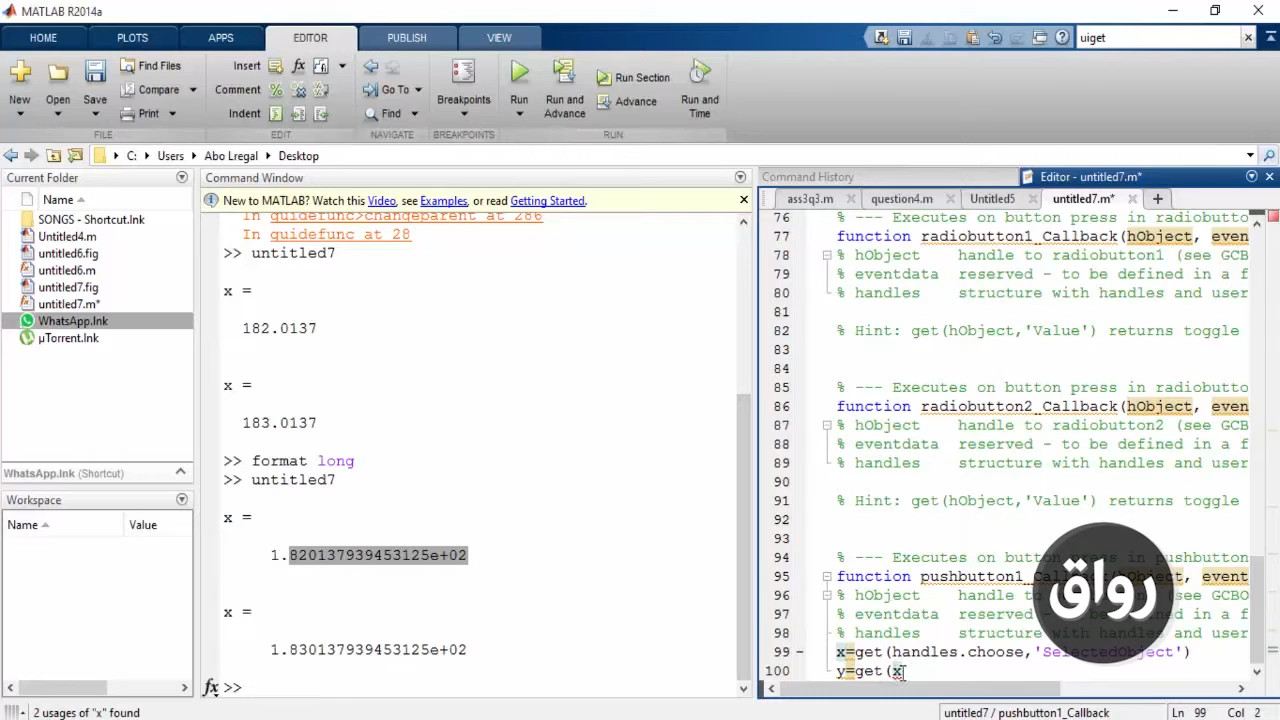 MATLAB R2014a
HOME
PLOTS
APPS
EDITOR
PUBLISH
VIEW
uiget
New
Open
Save
Find Files
Compare
Print
FILE
Insert
Comment
Indent
EDIT
Go To
Find
NAVIGATE
Breakpoints
BREAKPOINTS
Run
Run and Advance
Run Section
Advance
Run and Time
RUN
C: Users Abo Lregal Desktop
Current Folder
Name
SONGS - Shortcut.lnk
Untitled4.m
untitled6.fig
untitled6.m
untitled7.fig
untitled7.m*
WhatsApp.lnk
µTorrent.lnk
WhatsApp.lnk (Shortcut)
Workspace
Name
Value
Command Window
New to MATLAB? Watch this Video, see Examples, or read Getting Started.
In guidefunc>changeparent at 286
In guidefunc at 28
>> untitled7
x =
182.0137
x =
183.0137
>> format long
>> untitled7
x =
1.820137939453125e+02
x =
1.830137939453125e+02
fx >>
Command History
Editor - untitled7.m*
ass3q3.m
question4.m
Untitled5
untitled7.m*
76 % --- Executes on button press in radiobutto
77 function radiobutton1_Callback(hObject, even
78 % hObject    handle to radiobutton1 (see GCB
79 % eventdata  reserved - to be defined in a f
80 % handles    structure with handles and user
81
82 % Hint: get(hObject,'Value') returns toggle
83
84
85 % --- Executes on button press in radiobutto
86 function radiobutton2_Callback(hObject, even
87 % hObject    handle to radiobutton2 (see GCB
88 % eventdata  reserved - to be defined in a f
89 % handles    structure with handles and user
90
91 % Hint: get(hObject,'Value') returns toggle
92
93
94 % --- Executes on button press in pushbutton
95 function pushbutton1_Callback(hObject, event
96 % hObject    handle to (see GCBO
97 % eventdata  reserved - to be defined in a f
98 % handles    structure with handles and user
99 - x=get(handles.choose,'SelectedObject')
100 y=get(x
رواق
2 usages of "x" found
untitled7 / pushbutton1_Callback
Ln 99 Col 2